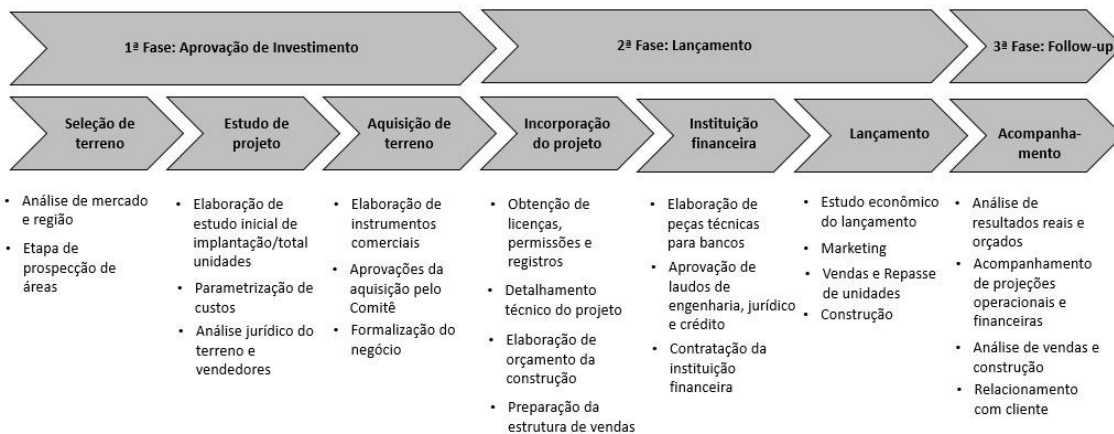 1ª Fase: Aprovação de Investimento
2ª Fase: Lançamento
3ª Fase: Follow-up
Seleção de
terreno
Estudo de
projeto
Aquisição de
terreno
Incorporação
do projeto
Instituição
financeira
Lançamento
Acompanha-
mento
• Análise de mercado
e região
• Etapa de
prospecção de
áreas
• Elaboração de
estudo inicial de
implantação/total
unidades
• Parametrização de
custos
• Análise jurídico do
terreno e
vendedores
• Elaboração de
instrumentos
comerciais
• Aprovações da
aquisição pelo
Comitê
• Formalização do
negócio
• Obtenção de
licenças,
permissões e
registros
• Detalhamento
técnico do projeto
• Elaboração de
orçamento da
construção
• Preparação da
estrutura de vendas
• Elaboração de
peças técnicas
para bancos
• Aprovação de
laudos de
engenharia, jurídico
e crédito
• Contratação da
instituição
financeira
• Estudo econômico
do lançamento
• Marketing
• Vendas e Repasse
de unidades
• Construção
• Análise de
resultados reais e
orçados
• Acompanhamento
de projeções
operacionais e
financeiras
• Análise de vendas e
construção
• Relacionamento
com cliente